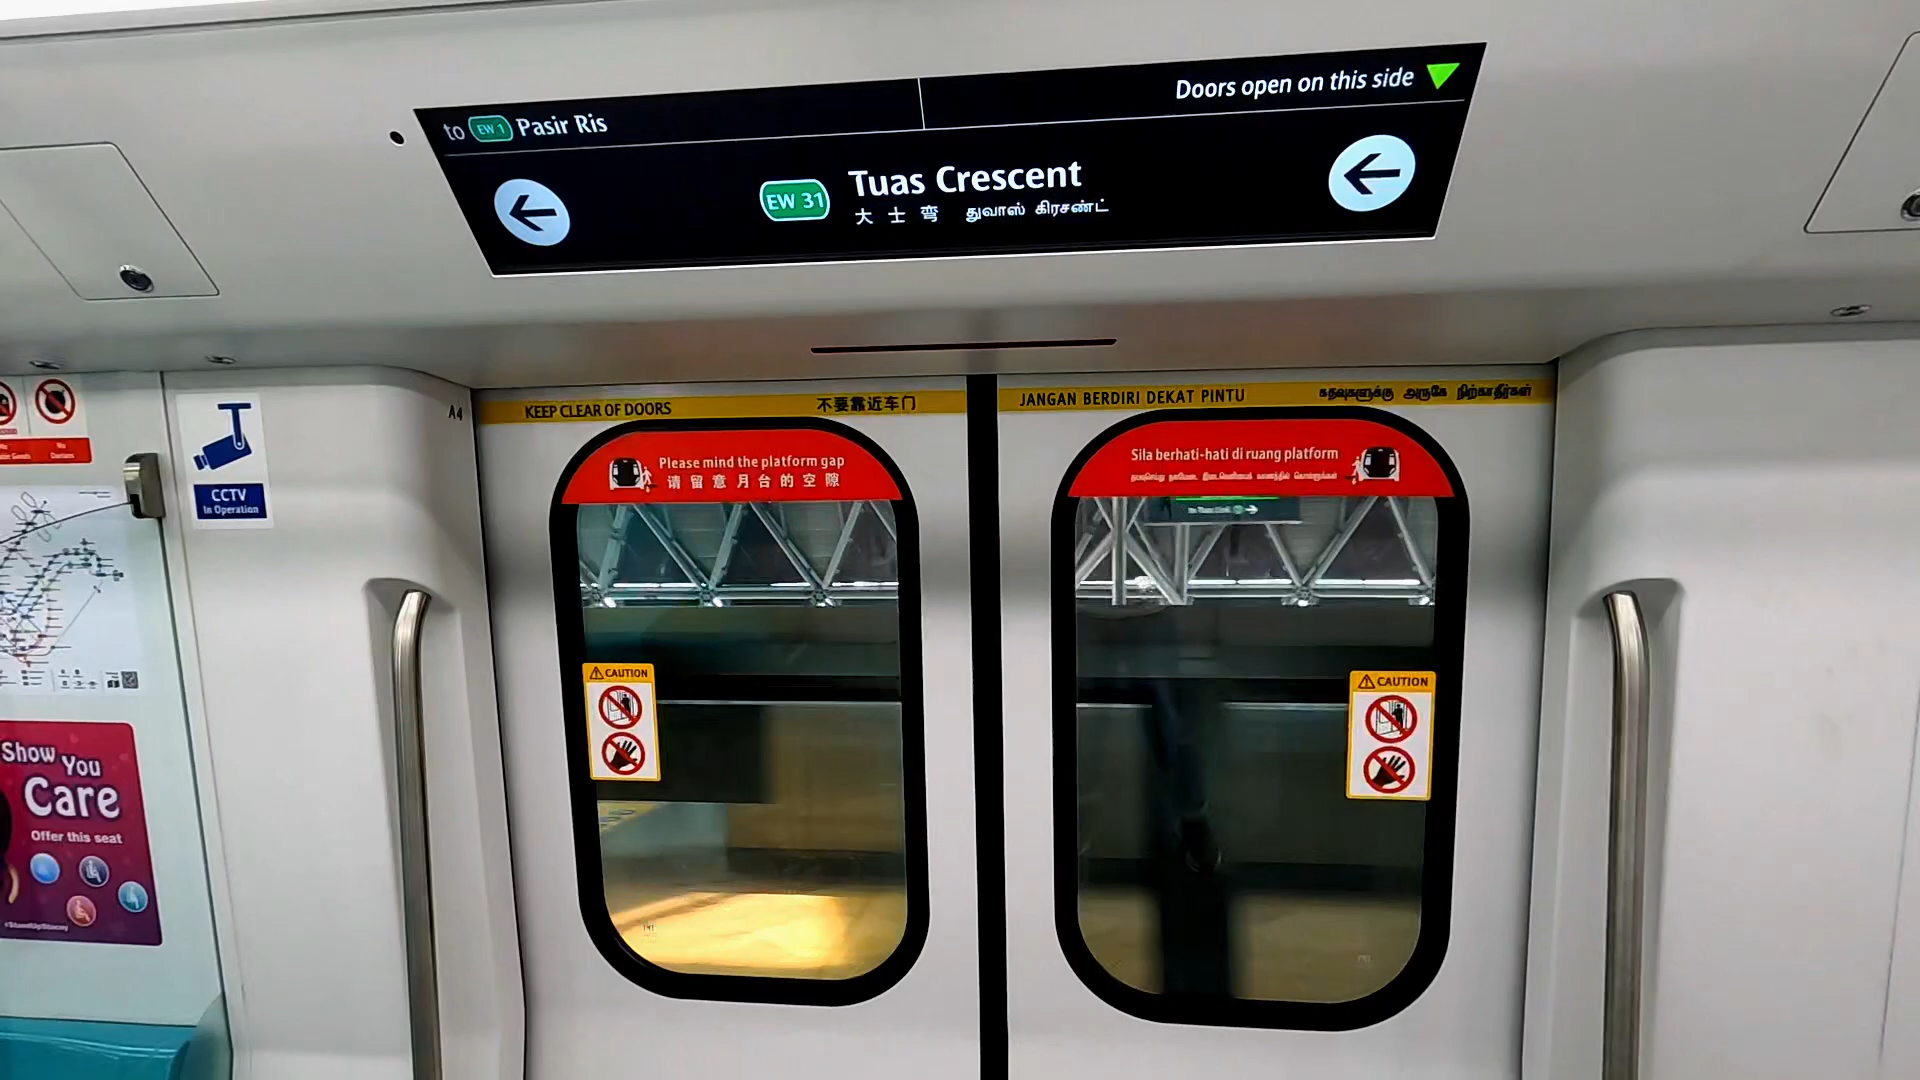 to EW 1 Pasir Ris
Doors open on this side
EW 31 Tuas Crescent
大士弯 துவாஸ் கிரசண்ட்
A4
KEEP CLEAR OF DOORS 不要靠近车门
JANGAN BERDIRI DEKAT PINTU கதவுகளுக்கு அருகே நிற்காதீர்கள்
Please mind the platform gap
请留意月台的空隙
Sila berhati-hati di ruang platform
CCTV
In Operation
No
Durians
CAUTION
CAUTION
Show You
Care
Offer this seat
#StandUpStacey